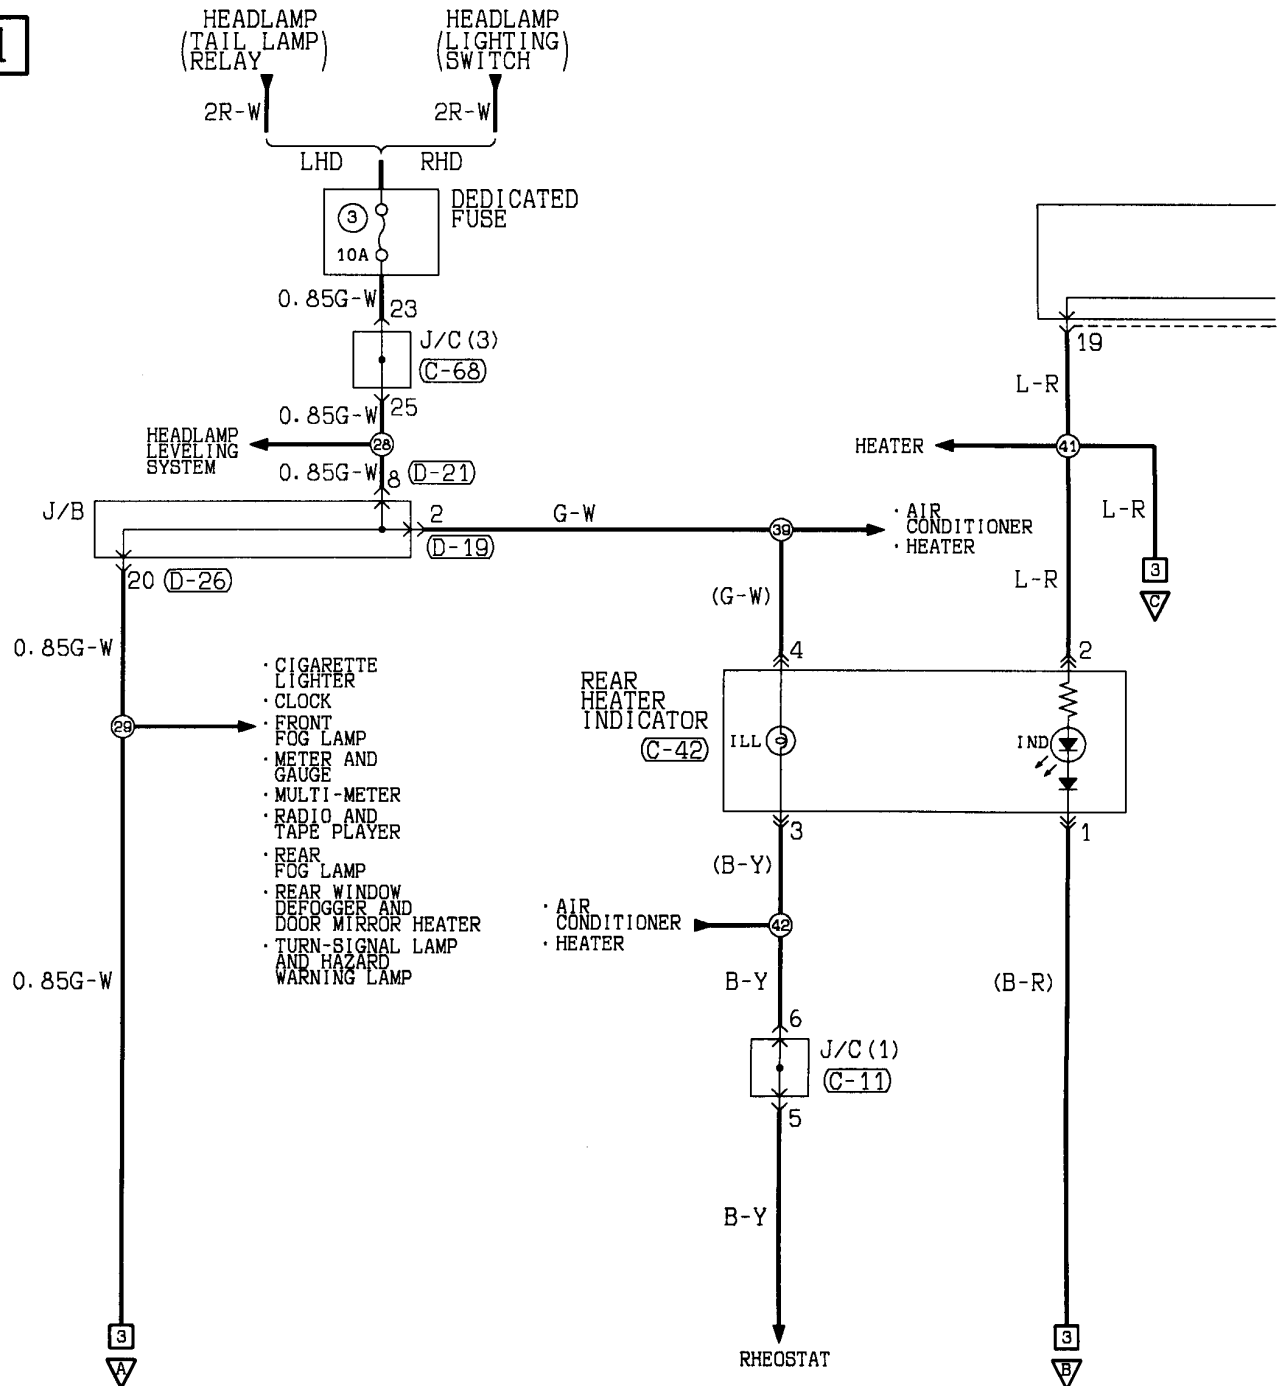 1
HEADLAMP
(TAIL LAMP)
RELAY
HEADLAMP
(LIGHTING)
SWITCH
2R-W
2R-W
LHD
RHD
DEDICATED
FUSE
3
10A
0.85G-W
23
J/C(3)
C-68
0.85G-W
25
28
HEADLAMP
LEVELING
SYSTEM
0.85G-W
8
D-21
J/B
2
D-19
G-W
39
· AIR
CONDITIONER
· HEATER
20
D-26
0.85G-W
29
· CIGARETTE
LIGHTER
· CLOCK
· FRONT
FOG LAMP
· METER AND
GAUGE
· MULTI-METER
· RADIO AND
TAPE PLAYER
· REAR
FOG LAMP
· REAR WINDOW
DEFOGGER AND
DOOR MIRROR HEATER
· TURN-SIGNAL LAMP
AND HAZARD
WARNING LAMP
0.85G-W
3
A
19
L-R
HEATER
41
L-R
3
C
L-R
(G-W)
4
2
REAR
HEATER
INDICATOR
C-42
ILL
IND
3
1
(B-Y)
· AIR
CONDITIONER
· HEATER
42
B-Y
(B-R)
6
J/C(1)
C-11
5
B-Y
RHEOSTAT
3
B